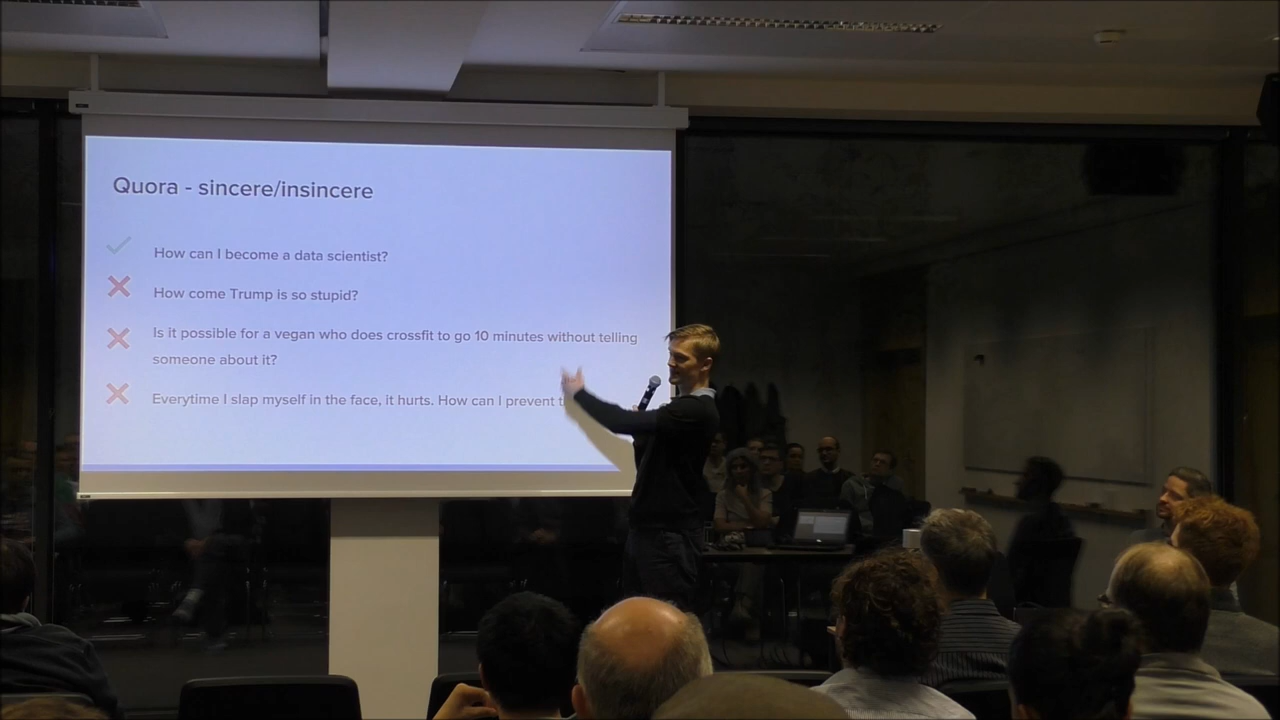 Quora - sincere/insincere
How can I become a data scientist?
How come Trump is so stupid?
Is it possible for a vegan who does crossfit to go 10 minutes without telling
someone about it?
Everytime I slap myself in the face, it hurts. How can I prevent